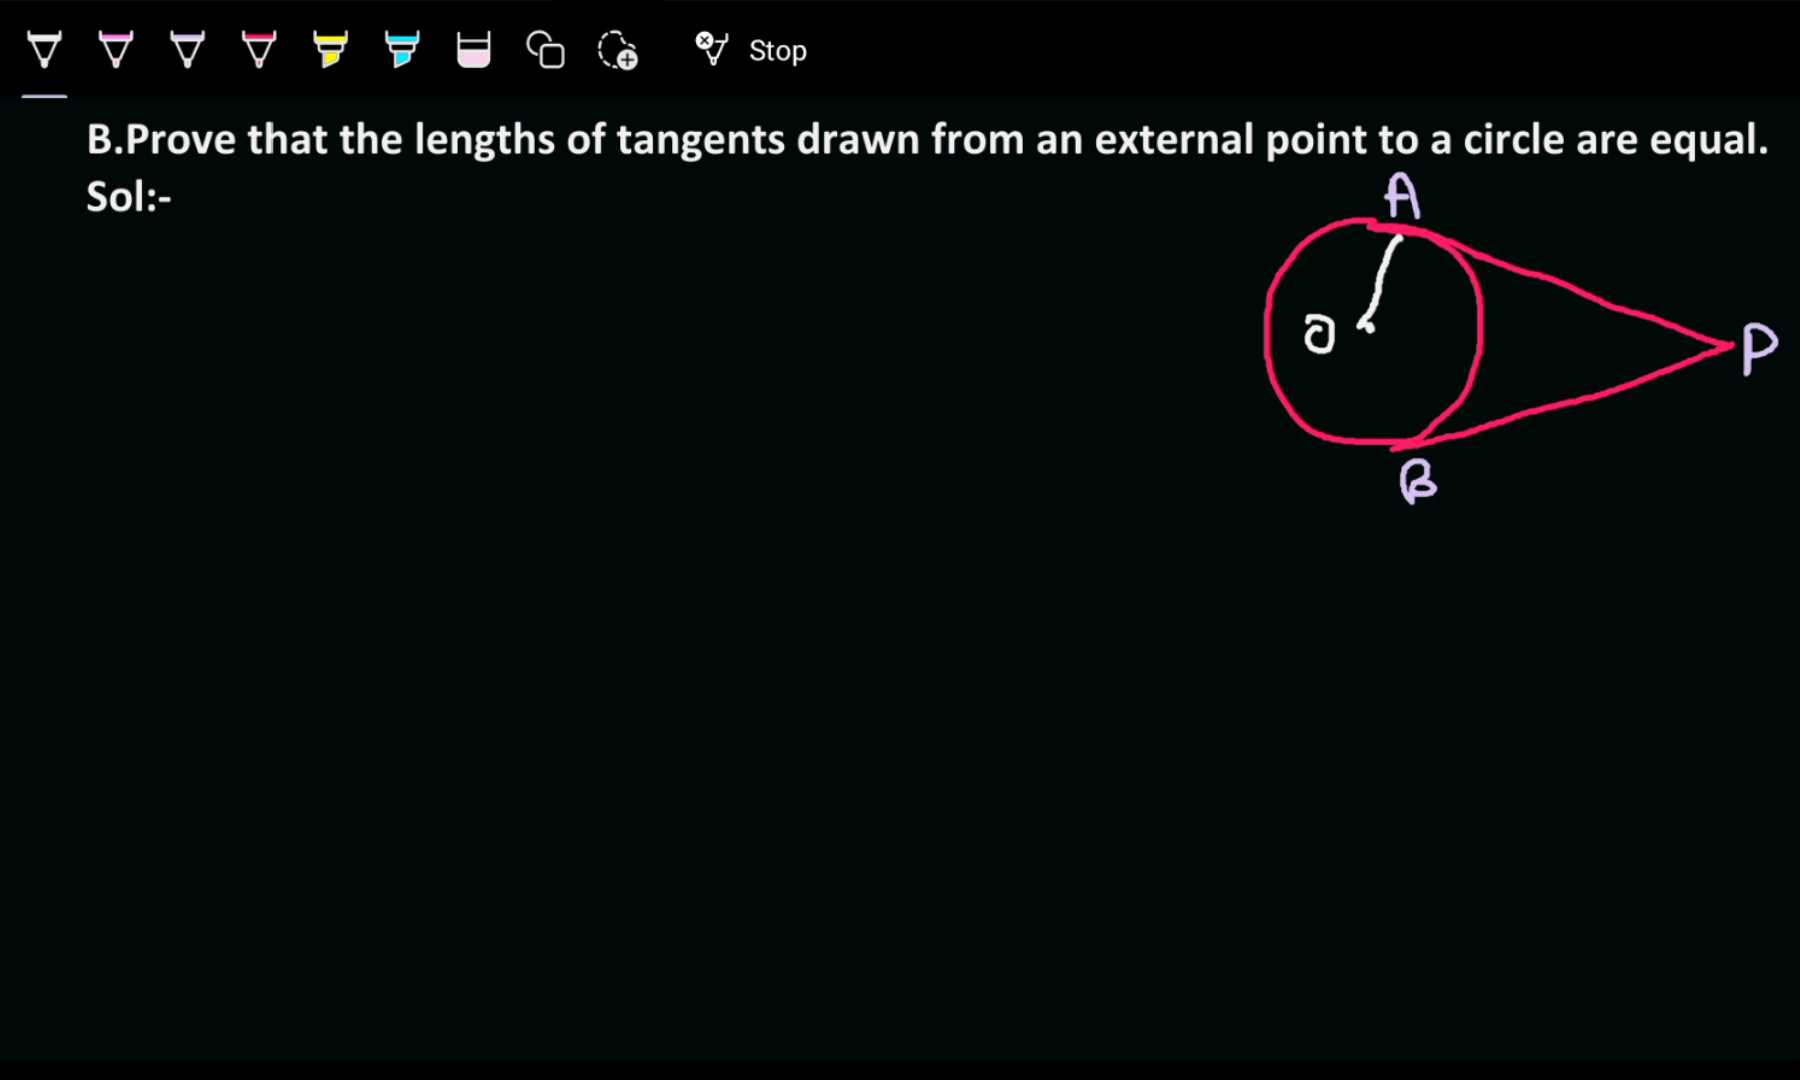 Stop
B.Prove that the lengths of tangents drawn from an external point to a circle are equal.
Sol:-
A
O
P
B